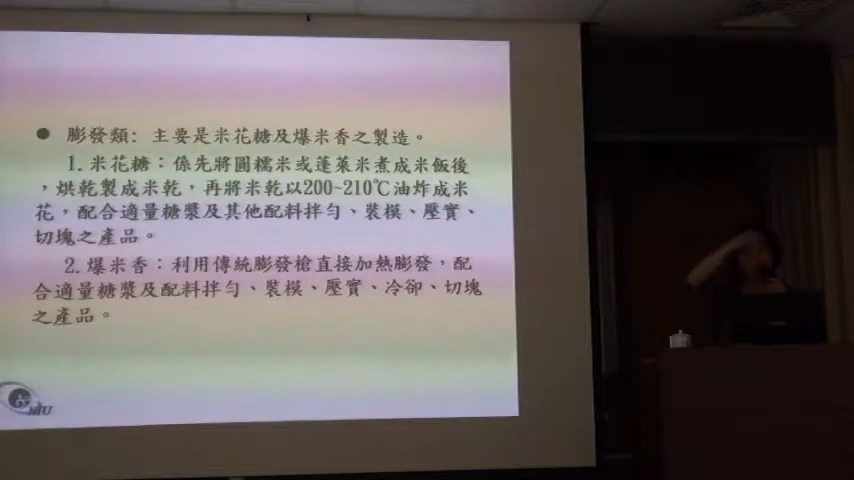 ● 膨發類：主要是米花糖及爆米香之製造。
1.米花糖：係先將圓糯米或蓬萊米煮成米飯後
，烘乾製成米乾，再將米乾以200~210℃油炸成米
花，配合適量糖漿及其他配料拌勻、裝模、壓實、
切塊之產品。
2.爆米香：利用傳統膨發槍直接加熱膨發，配
合適量糖漿及配料拌勻、裝模、壓實、冷卻、切塊
之產品。
NIU